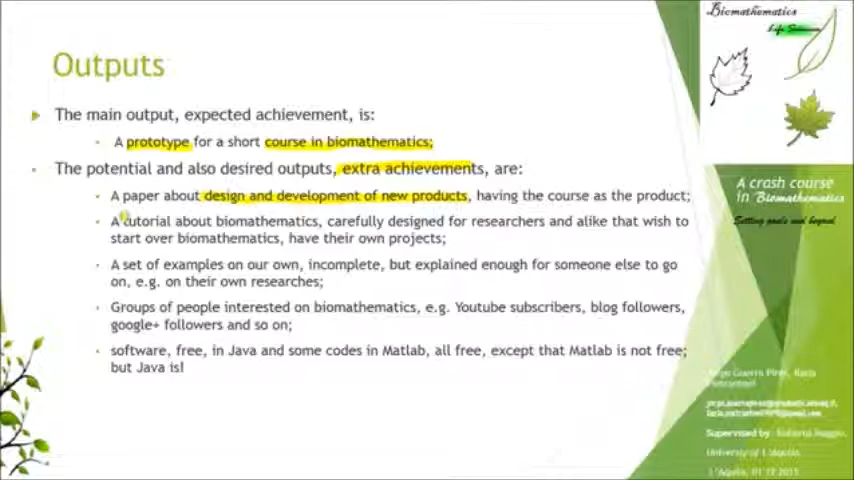 Outputs
The main output, expected achievement, is:
A prototype for a short course in biomathematics;
The potential and also desired outputs, extra achievements, are:
A paper about design and development of new products, having the course as the product;
A tutorial about biomathematics, carefully designed for researchers and alike that wish to
start over biomathematics, have their own projects;
A set of examples on our own, incomplete, but explained enough for someone else to go
on, e.g. on their own researches;
Groups of people interested on biomathematics, e.g. Youtube subscribers, blog followers,
google+ followers and so on;
software, free, in Java and some codes in Matlab, all free, except that Matlab is not free;
but Java is!
Biomathematics
Life Sciences
A crash course
in Biomathematics
Setting goals and beyond
Guerra Pires,
Supervised by
University of L'Aquila
L'Aquila,